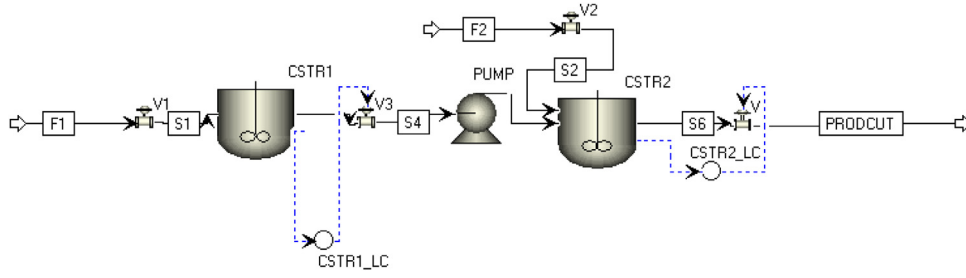 F2
V2
S2
CSTR1
PUMP
CSTR2
V1
V3
V
F1
S1
S4
S6
PRODCUT
CSTR2_LC
CSTR1_LC